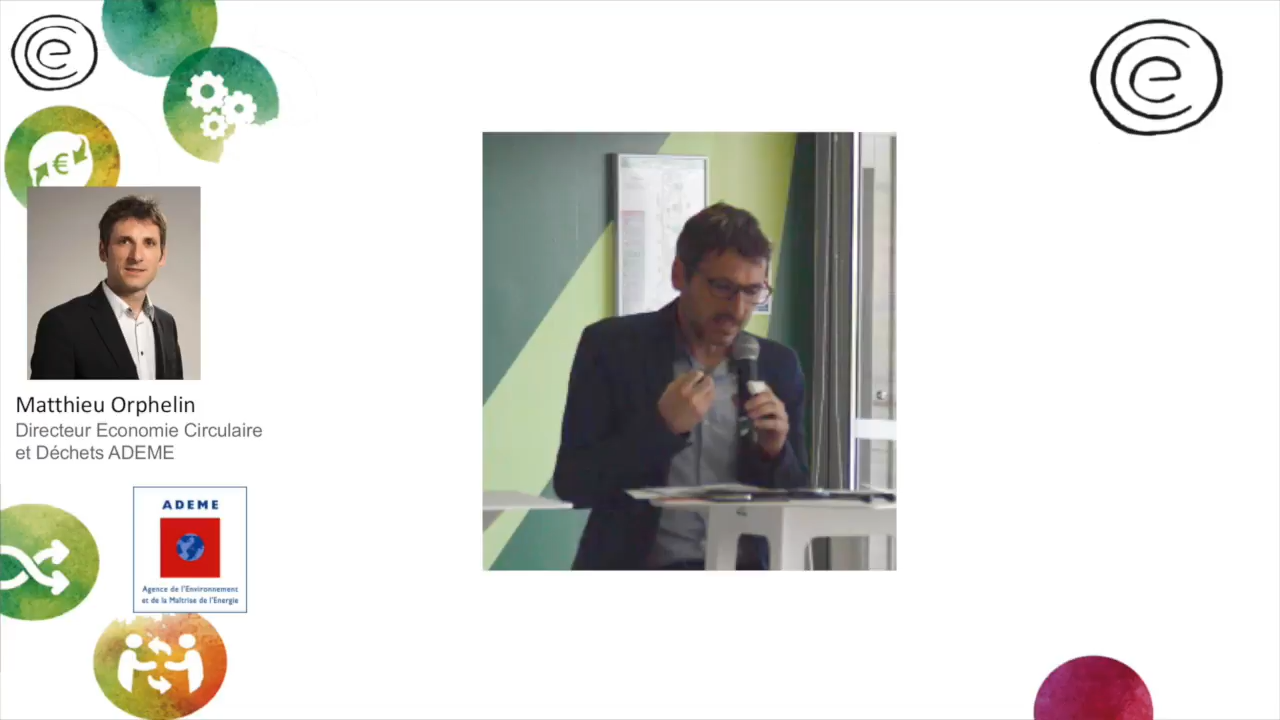 e
€
e
Matthieu Orphelin
Directeur Economie Circulaire
et Déchets ADEME
ADEME
Agence de l'Environnement
et de la Maîtrise de l'Energie